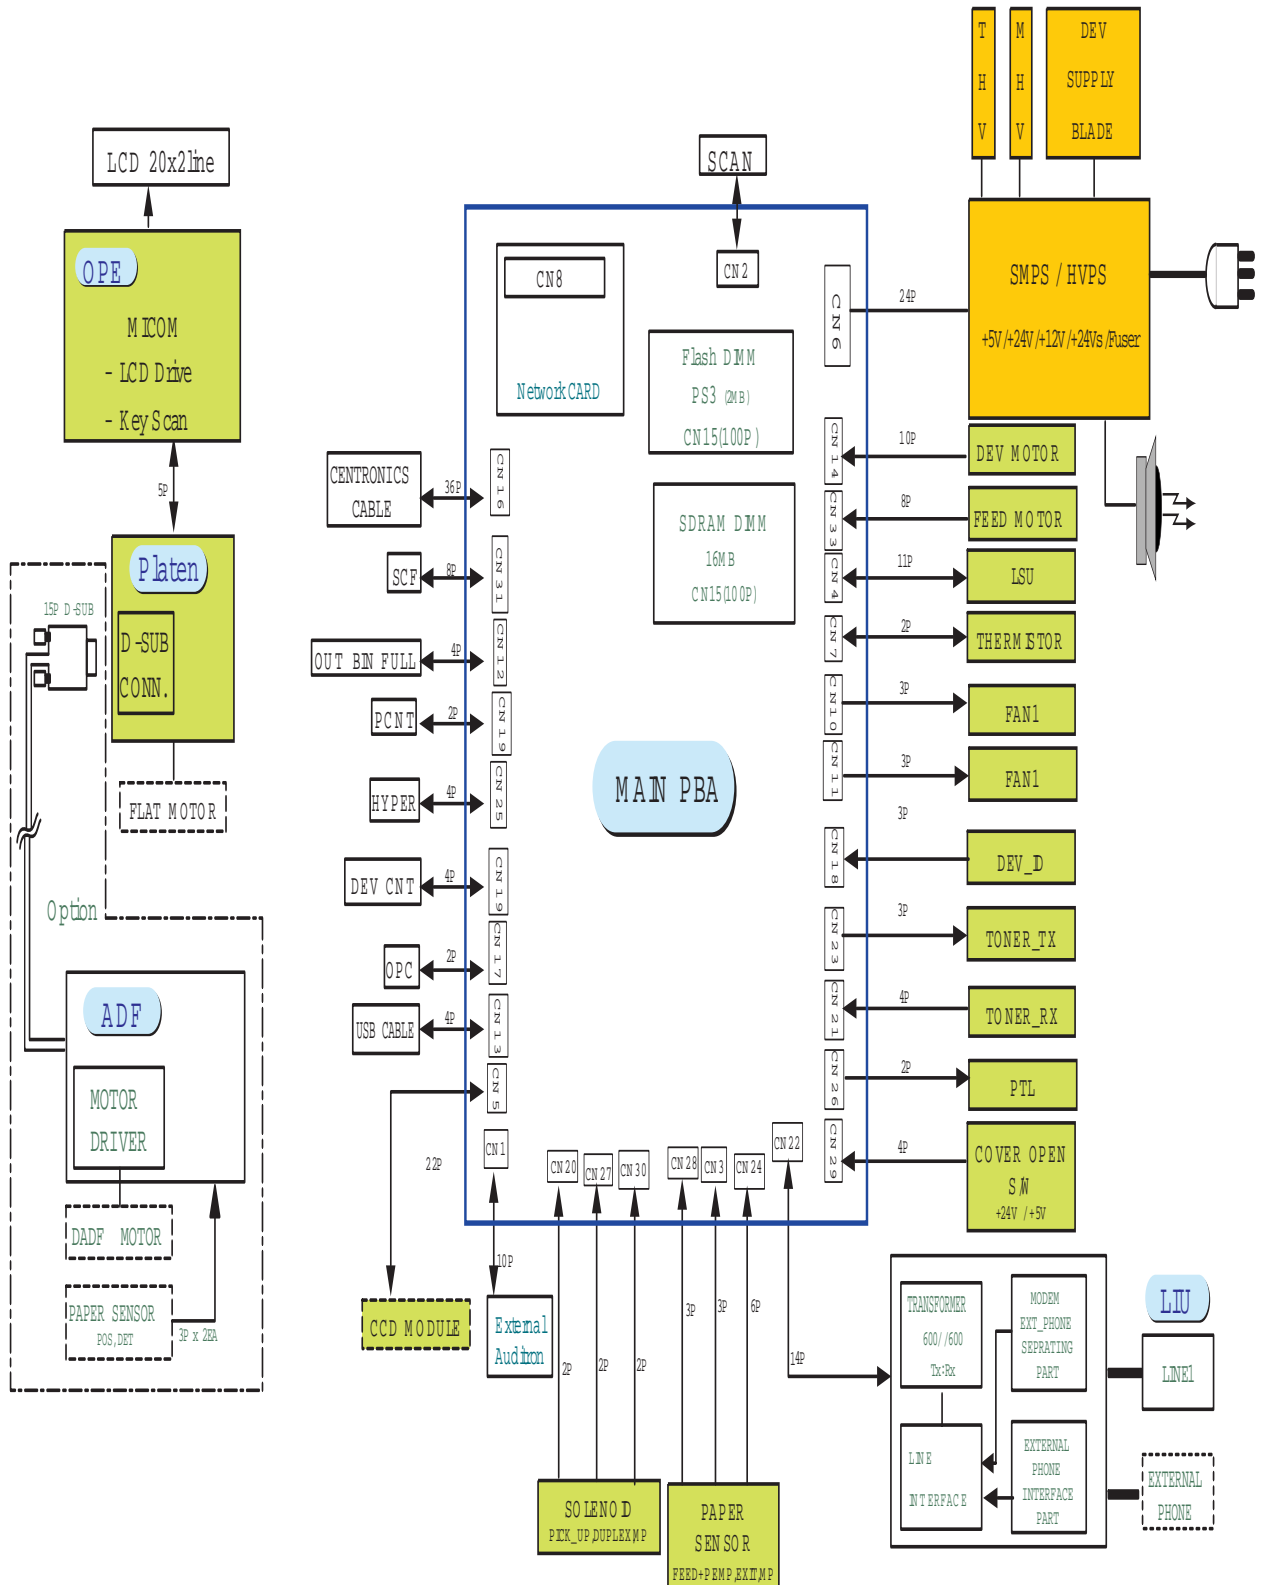 T
H
V
M
H
V
DEV
SUPPLY
BLADE
LCD 20x2line
SCAN
OPE
MICOM
- LCD Drive
- Key Scan
5P
CN8
Network CARD
CN2
Flash DIMM
PS3 (2MB)
CN15(100P)
SDRAM DIMM
16MB
CN15(100P)
MAIN PBA
CN6
24P
SMPS / HVPS
+5V/+24V/+12V/+24Vs/Fuser
CENTRONICS
CABLE
36P
CN16
SCF
8P
CN31
OUT BIN FULL
4P
CN12
PCNT
2P
CN19
HYPER
4P
CN25
DEV CNT
4P
CN19
OPC
2P
CN17
USB CABLE
4P
CN13
CN5
22P
CN1
10P
CN14
10P
DEV MOTOR
CN33
8P
FEED MOTOR
CN4
11P
LSU
CN7
2P
THERMISTOR
CN10
3P
FAN1
CN11
3P
FAN1
CN18
3P
DEV_ID
CN23
3P
TONER_TX
CN21
4P
TONER_RX
CN26
2P
PTL
CN29
4P
COVER OPEN
S/W
+24V / +5V
Platen
D-SUB
CONN.
15P D-SUB
FLAT MOTOR
Option
ADF
MOTOR
DRIVER
DADF MOTOR
PAPER SENSOR
POS,DET
3P x 2EA
CCD MODULE
External
Auditron
CN20
CN27
CN30
CN28
CN3
CN24
CN22
2P
2P
2P
3P
3P
6P
14P
SOLENOID
PICK_UP,DUPLEX,MP
PAPER
SENSOR
FEED+PEMP,EXIT,MP
TRANSFORMER
600//600
Tx:Rx
MODEM
EXT_PHONE
SEPRATING
PART
LINE
INTERFACE
EXTERNAL
PHONE
INTERFACE
PART
LIU
LINE1
EXTERNAL
PHONE